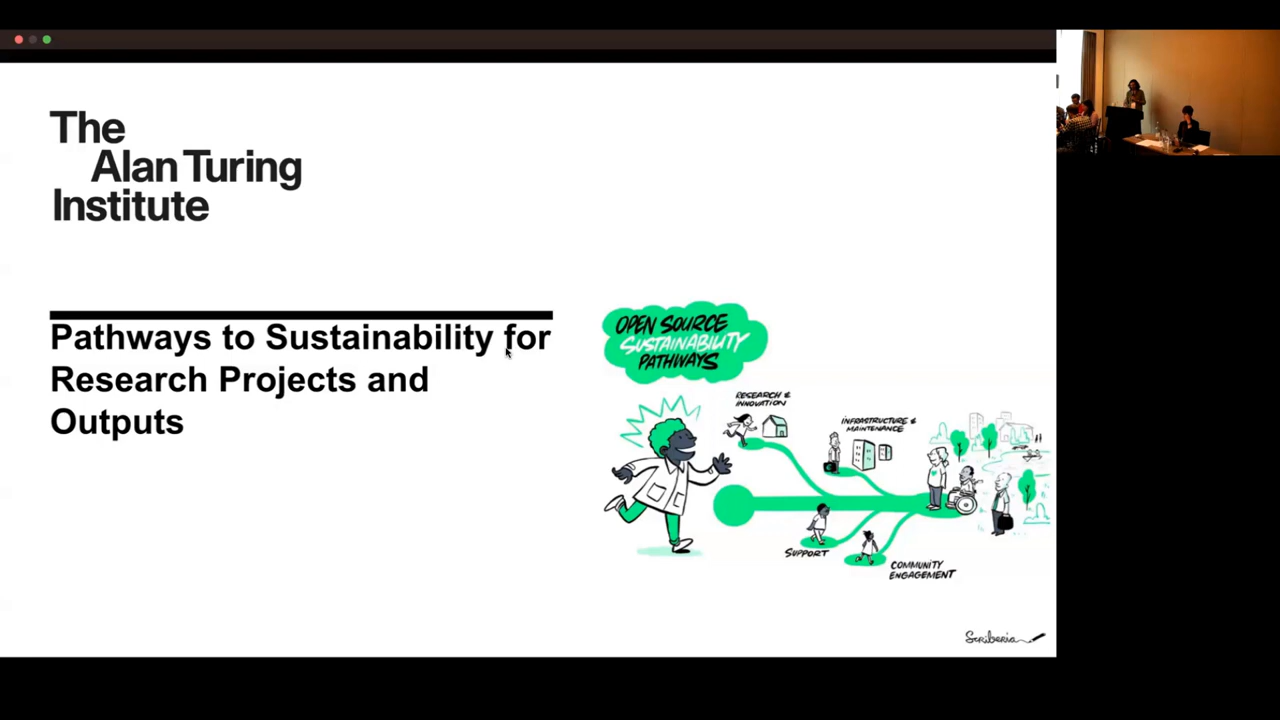 The
Alan Turing
Institute
Pathways to Sustainability for
Research Projects and
Outputs
OPEN SOURCE
SUSTAINABILITY
PATHWAYS
RESEARCH &
INNOVATION
INFRASTRUCTURE &
MAINTENANCE
SUPPORT
COMMUNITY
ENGAGEMENT
Scriberia